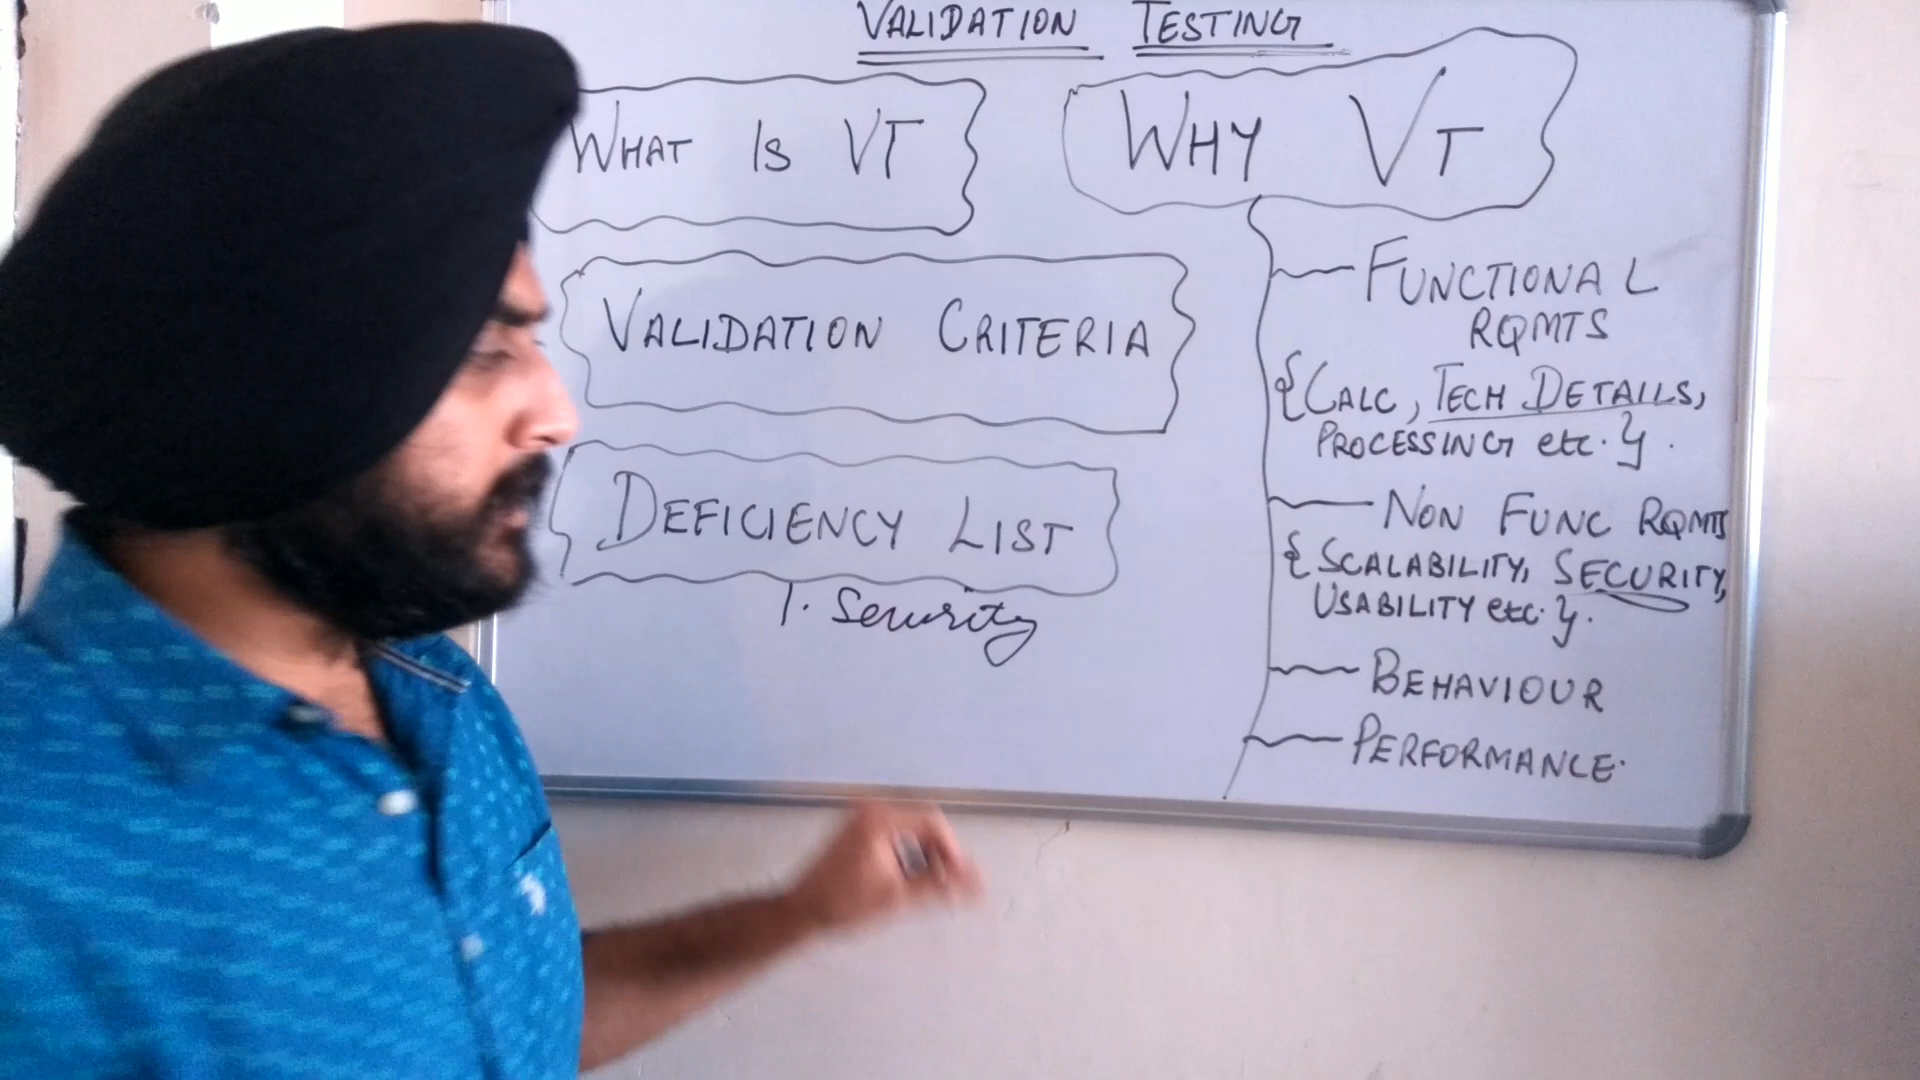 VALIDATION TESTING
WHAT IS VT
WHY VT
VALIDATION CRITERIA
DEFICIENCY LIST
1. Security
FUNCTIONAL
RQMTS
{CALC, TECH DETAILS,
PROCESSING etc.}.
NON FUNC RQMTS
{SCALABILITY, SECURITY,
USABILITY etc.}.
BEHAVIOUR
PERFORMANCE.